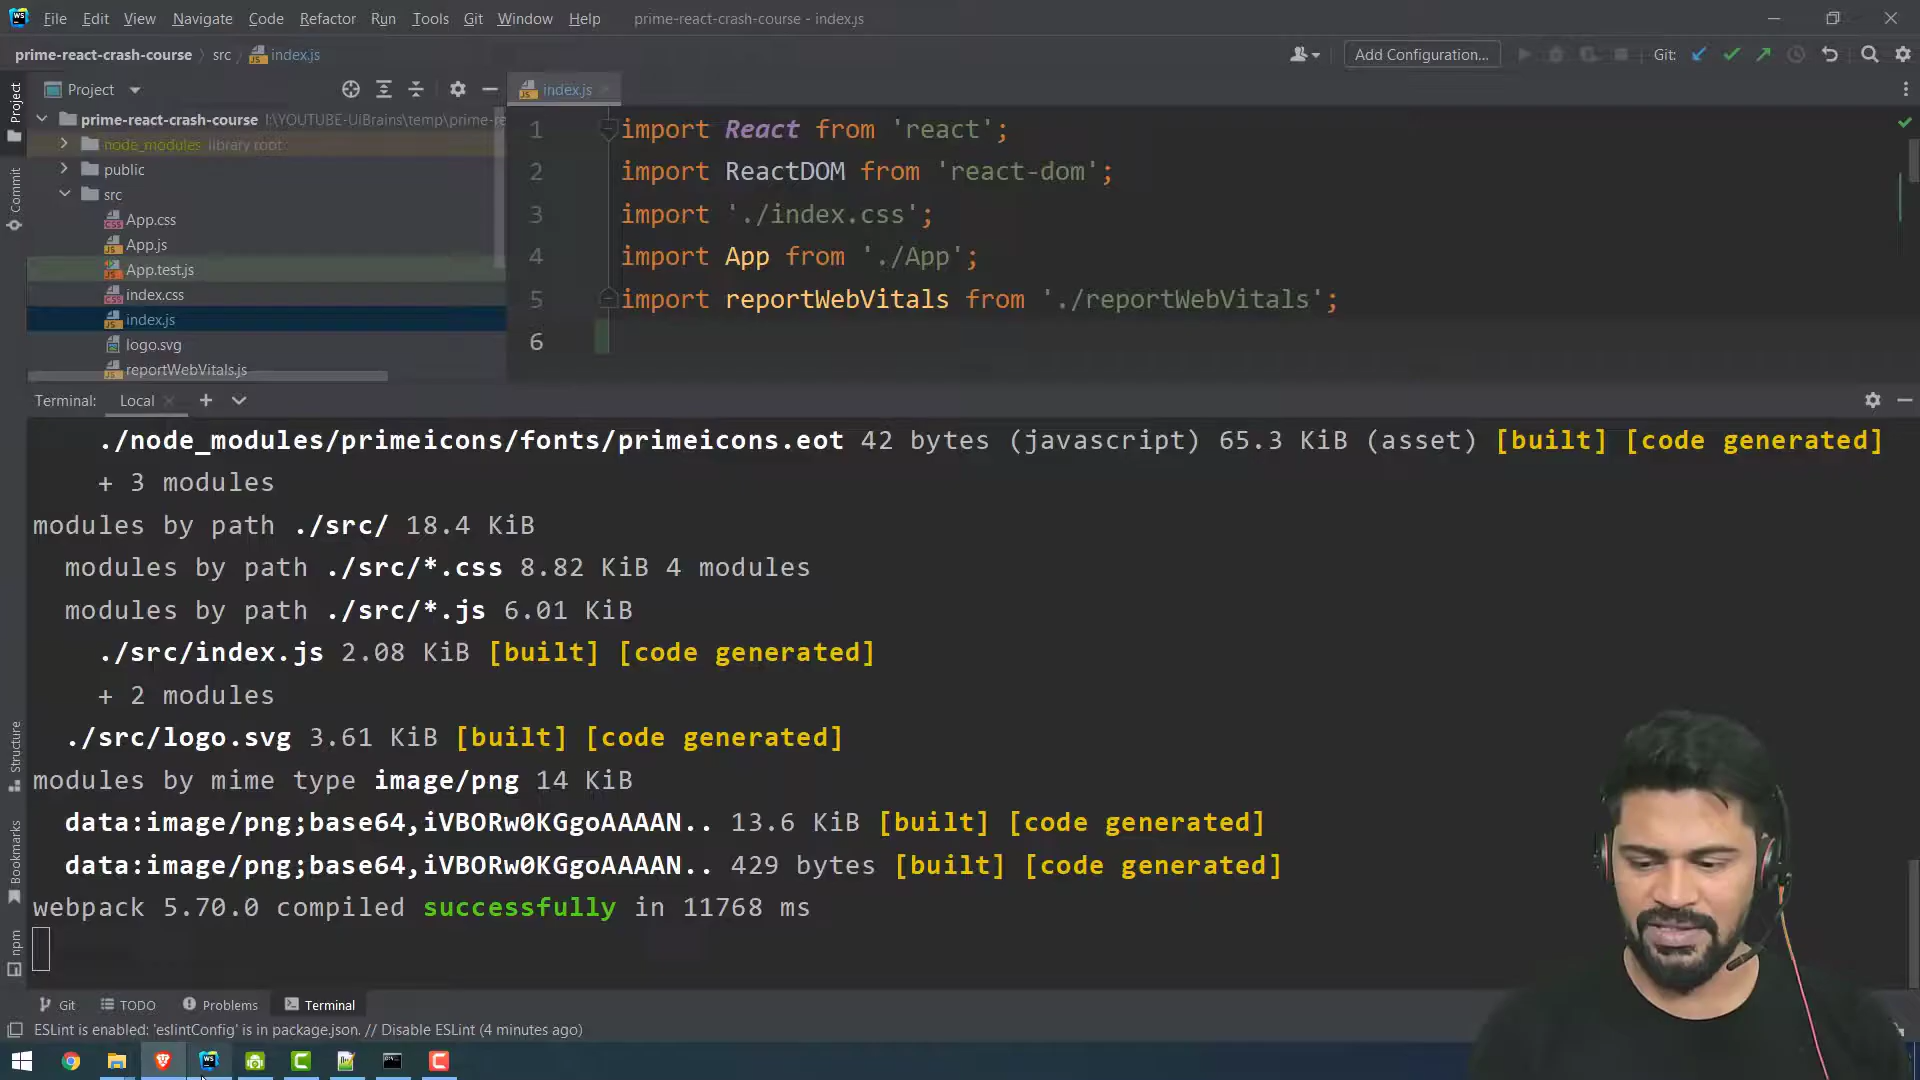 File Edit View Navigate Code Refactor Run Tools Git Window Help prime-react-crash-course - index.js
prime-react-crash-course src index.js Add Configuration... Git:
Project index.js
Project
Commit
prime-react-crash-course I:\YOUTUBE-UIBrains\temp\prime-re
node_modules library root
public
src
App.css
App.js
App.test.js
index.css
index.js
logo.svg
reportWebVitals.js
1 import React from 'react';
2 import ReactDOM from 'react-dom';
3 import './index.css';
4 import App from './App';
5 import reportWebVitals from './reportWebVitals';
6
Terminal: Local
./node_modules/primeicons/fonts/primeicons.eot 42 bytes (javascript) 65.3 KiB (asset) [built] [code generated]
+ 3 modules
modules by path ./src/ 18.4 KiB
modules by path ./src/*.css 8.82 KiB 4 modules
modules by path ./src/*.js 6.01 KiB
./src/index.js 2.08 KiB [built] [code generated]
+ 2 modules
./src/logo.svg 3.61 KiB [built] [code generated]
modules by mime type image/png 14 KiB
data:image/png;base64,iVBORw0KGgoAAAAN.. 13.6 KiB [built] [code generated]
data:image/png;base64,iVBORw0KGgoAAAAN.. 429 bytes [built] [code generated]
webpack 5.70.0 compiled successfully in 11768 ms
Structure
Bookmarks
npm
Git TODO Problems Terminal
ESLint is enabled: 'eslintConfig' is in package.json. // Disable ESLint (4 minutes ago)